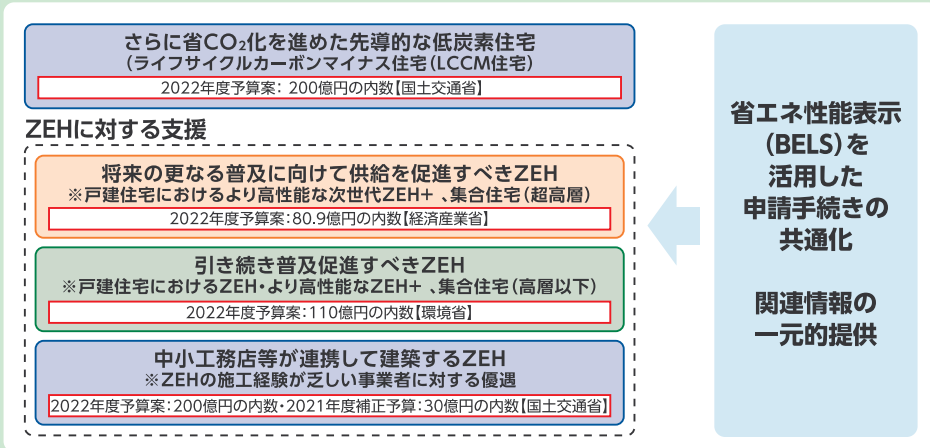 さらに省CO₂化を進めた先導的な低炭素住宅
（ライフサイクルカーボンマイナス住宅（LCCM住宅）
2022年度予算案： 200億円の内数【国土交通省】
ZEHに対する支援
将来の更なる普及に向けて供給を促進すべきZEH
※戸建住宅におけるより高性能な次世代ZEH＋ 、集合住宅（超高層）
2022年度予算案：80.9億円の内数【経済産業省】
引き続き普及促進すべきZEH
※戸建住宅におけるZEH・より高性能なZEH＋ 、集合住宅（高層以下）
2022年度予算案：110億円の内数【環境省】
中小工務店等が連携して建築するZEH
※ZEHの施工経験が乏しい事業者に対する優遇
2022年度予算案：200億円の内数・2021年度補正予算：30億円の内数【国土交通省】
省エネ性能表示
（BELS）を
活用した
申請手続きの
共通化
関連情報の
一元的提供